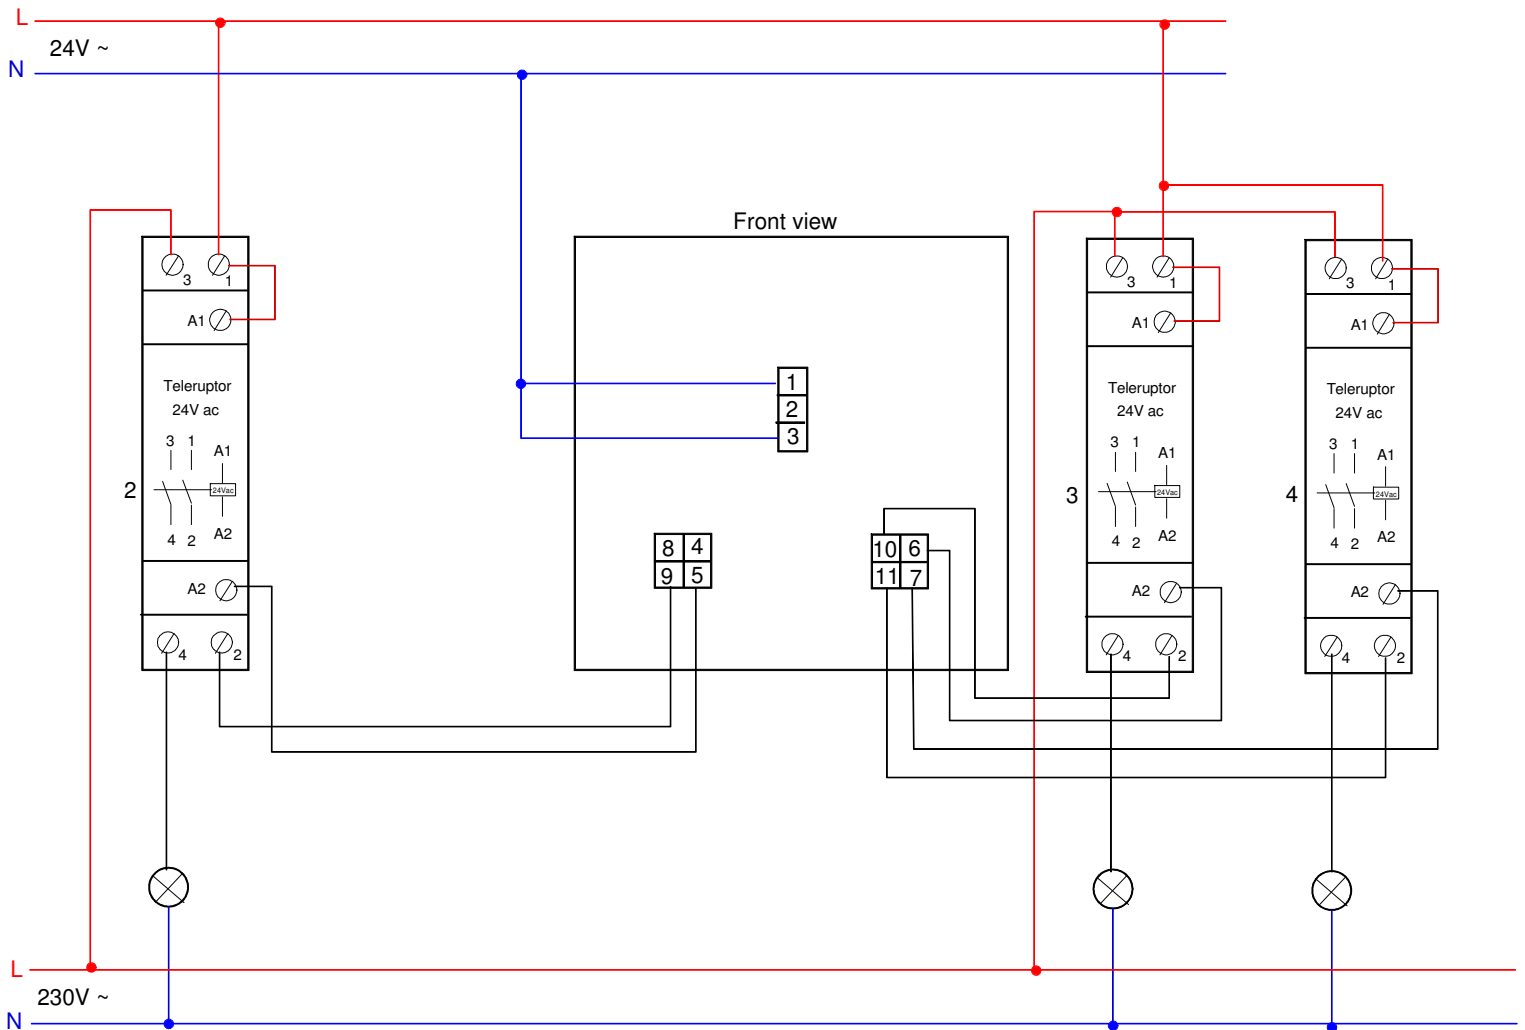 L
24V ~
N
Front view
3
1
A1
Teleruptor
24V ac
3 1
A1
24Vac
A2
4 2
2
A2
4
2
1
2
3
8 4
9 5
10 6
11 7
3
1
A1
Teleruptor
24V ac
3 1
A1
24Vac
A2
4 2
3
A2
4
2
3
1
A1
Teleruptor
24V ac
3 1
A1
24Vac
A2
4 2
4
A2
4
2
L
230V ~
N